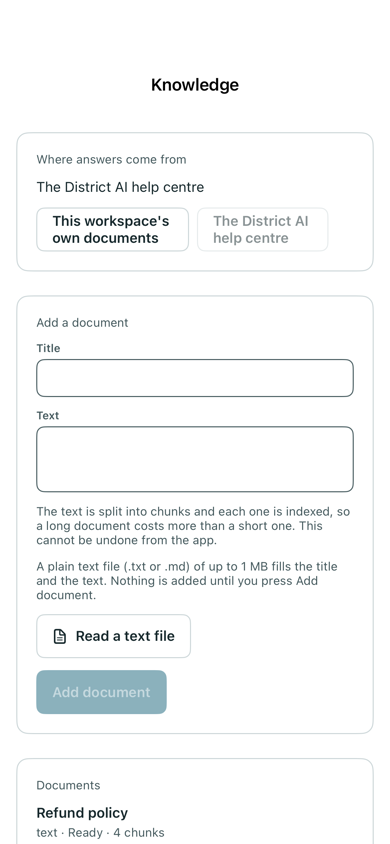 Knowledge
Where answers come from
The District AI help centre
This workspace's
own documents
The District AI
help centre
Add a document
Title
Text
The text is split into chunks and each one is indexed, so
a long document costs more than a short one. This
cannot be undone from the app.
A plain text file (.txt or .md) of up to 1 MB fills the title
and the text. Nothing is added until you press Add
document.
Read a text file
Add document
Documents
Refund policy
text · Ready · 4 chunks